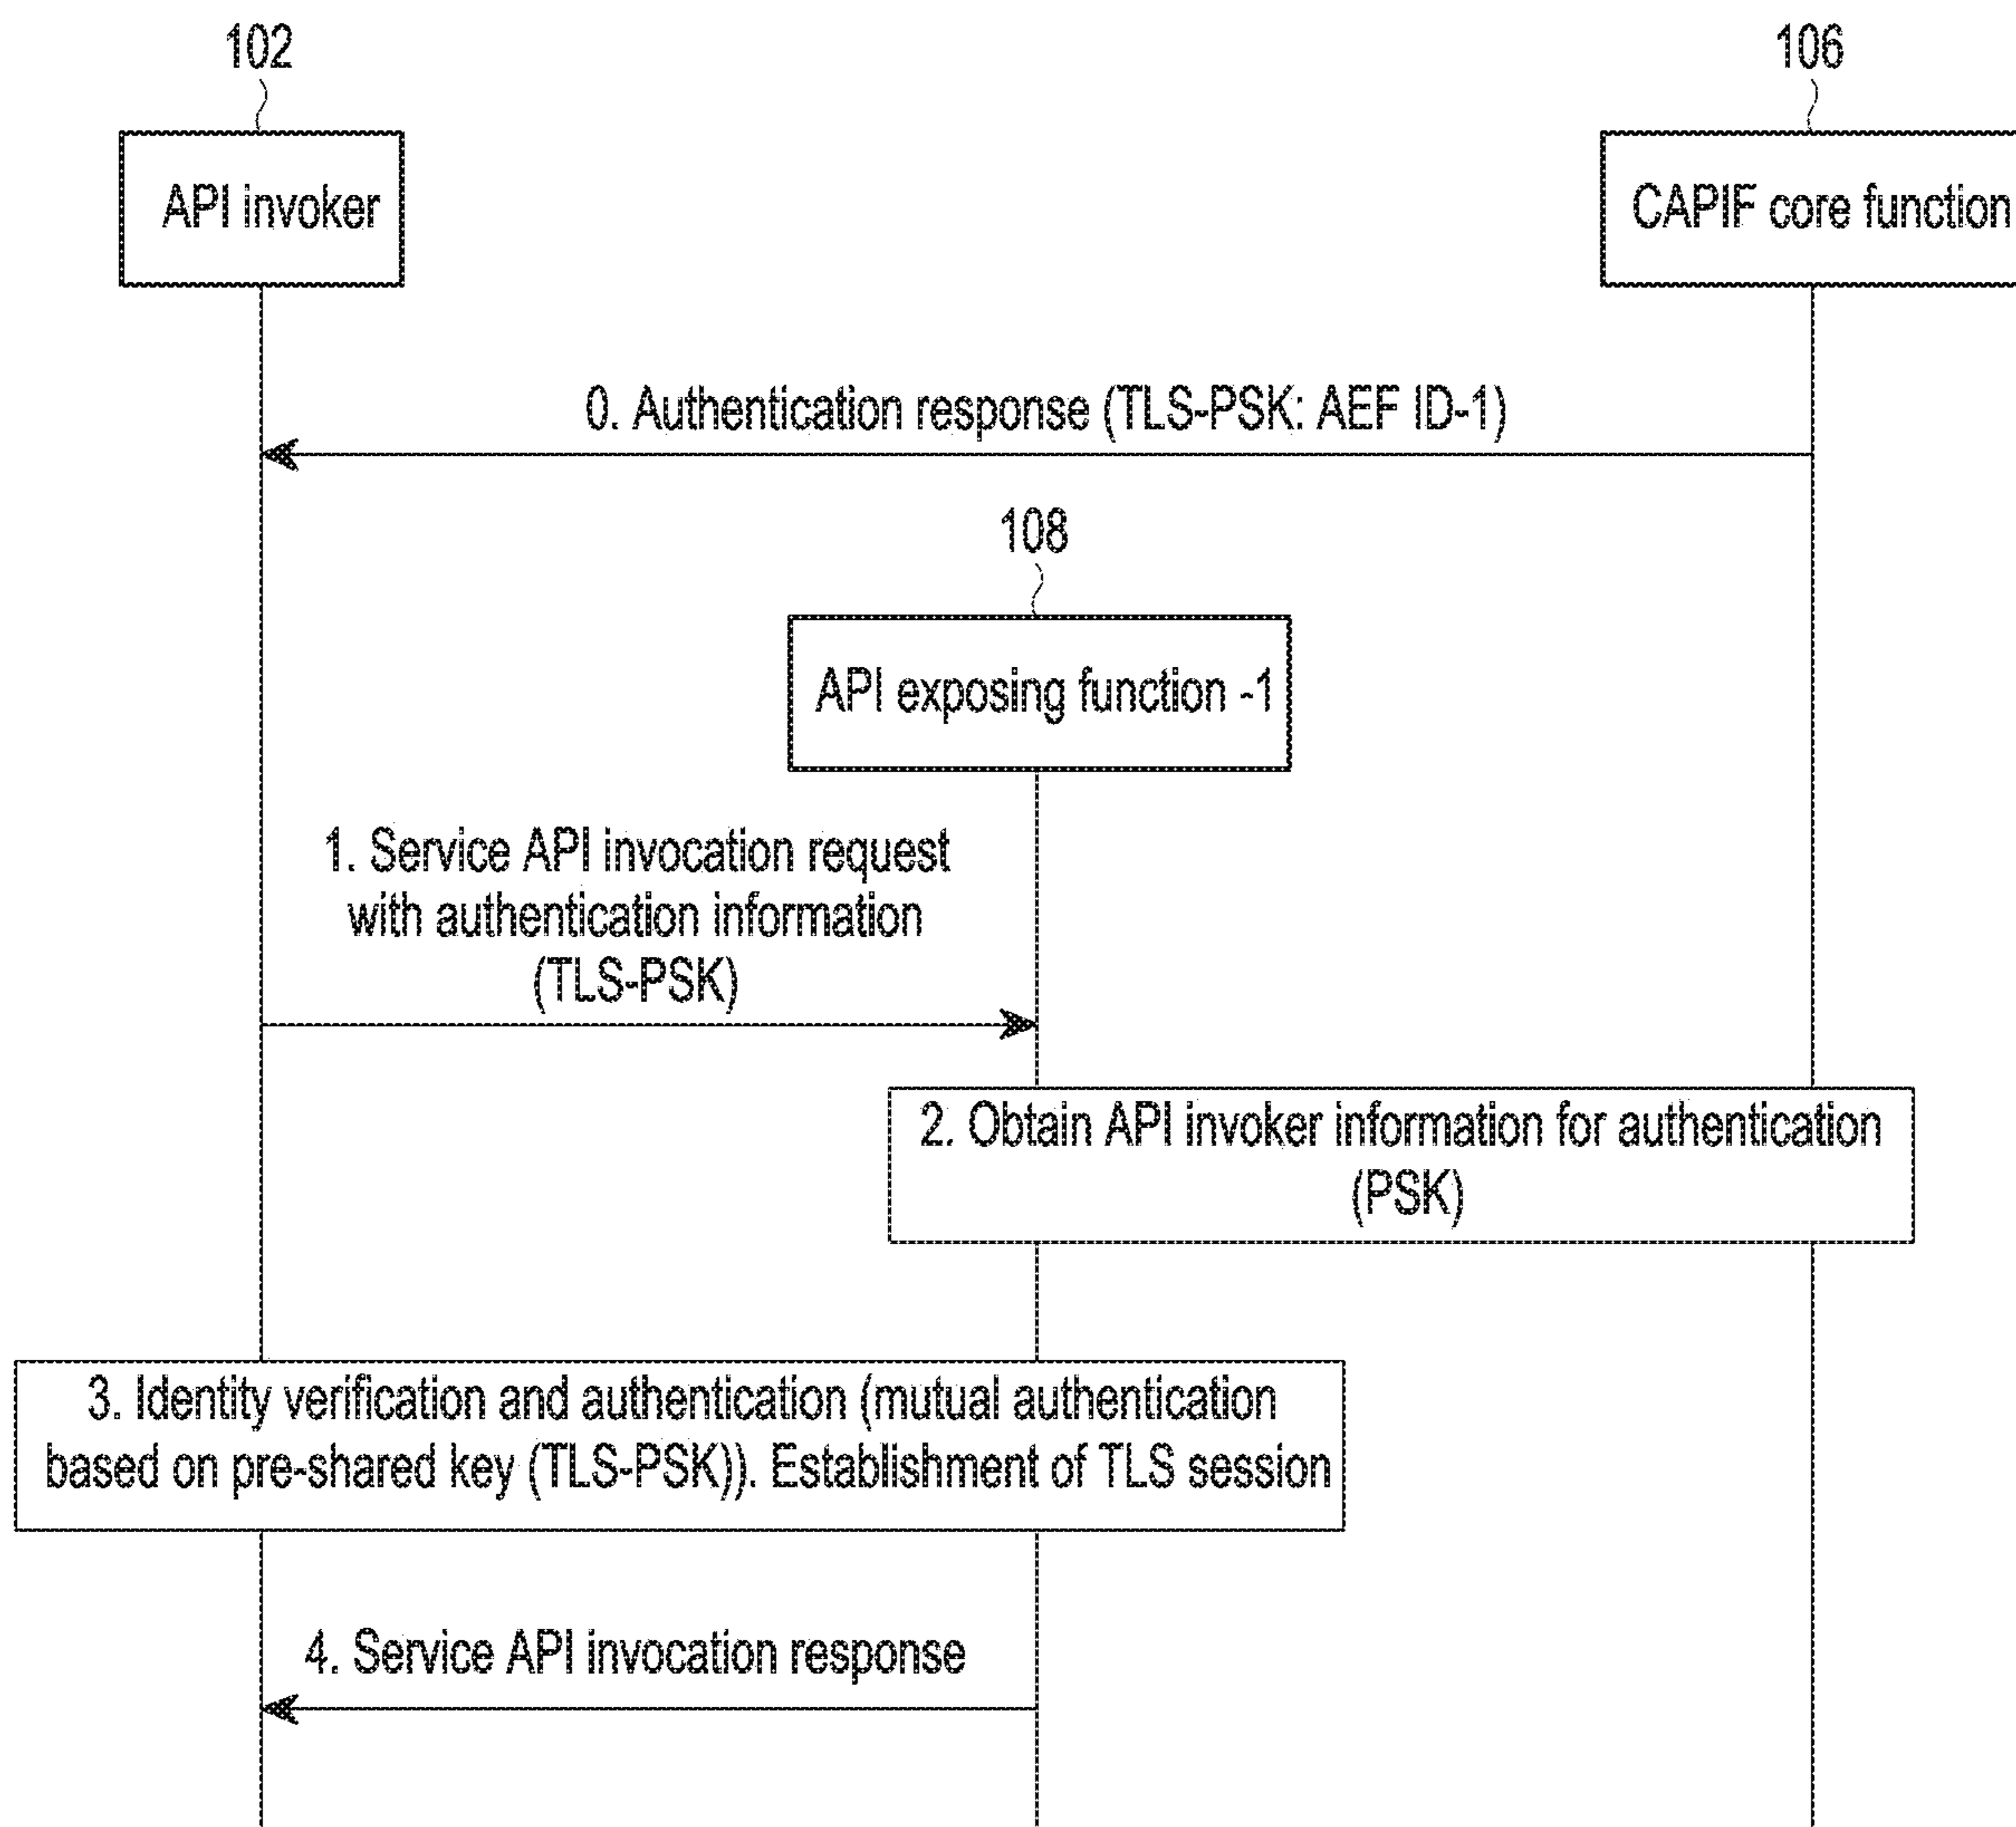 102
106
API invoker
CAPIF core function
0. Authentication response (TLS-PSK: AEF ID-1)
108
API exposing function -1
1. Service API invocation request
with authentication information
(TLS-PSK)
2. Obtain API invoker information for authentication
(PSK)
3. Identity verification and authentication (mutual authentication
based on pre-shared key (TLS-PSK)). Establishment of TLS session
4. Service API invocation response